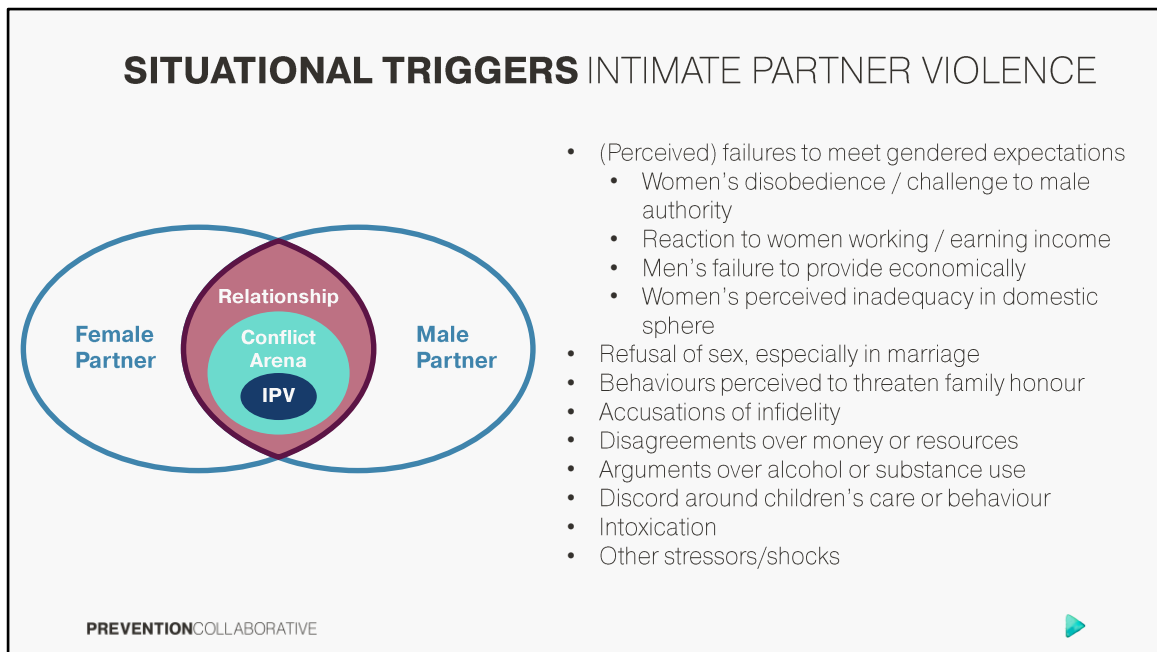 SITUATIONAL TRIGGERS INTIMATE PARTNER VIOLENCE
Female
Partner
Relationship
Conflict
Arena
IPV
Male
Partner
• (Perceived) failures to meet gendered expectations
• Women's disobedience / challenge to male
authority
• Reaction to women working / earning income
• Men's failure to provide economically
• Women's perceived inadequacy in domestic
sphere
• Refusal of sex, especially in marriage
• Behaviours perceived to threaten family honour
• Accusations of infidelity
• Disagreements over money or resources
• Arguments over alcohol or substance use
• Discord around children's care or behaviour
• Intoxication
• Other stressors/shocks
PREVENTIONCOLLABORATIVE